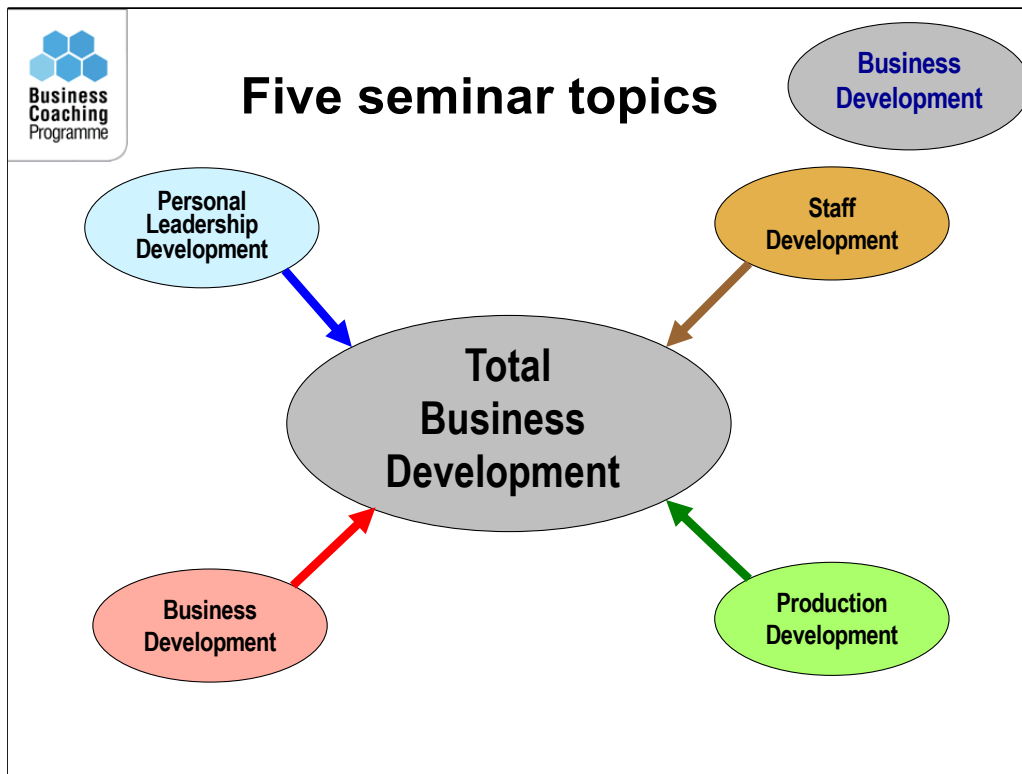 Business
Coaching
Programme
Five seminar topics
Business
Development
Personal
Leadership
Development
Staff
Development
Total
Business
Development
Business
Development
Production
Development